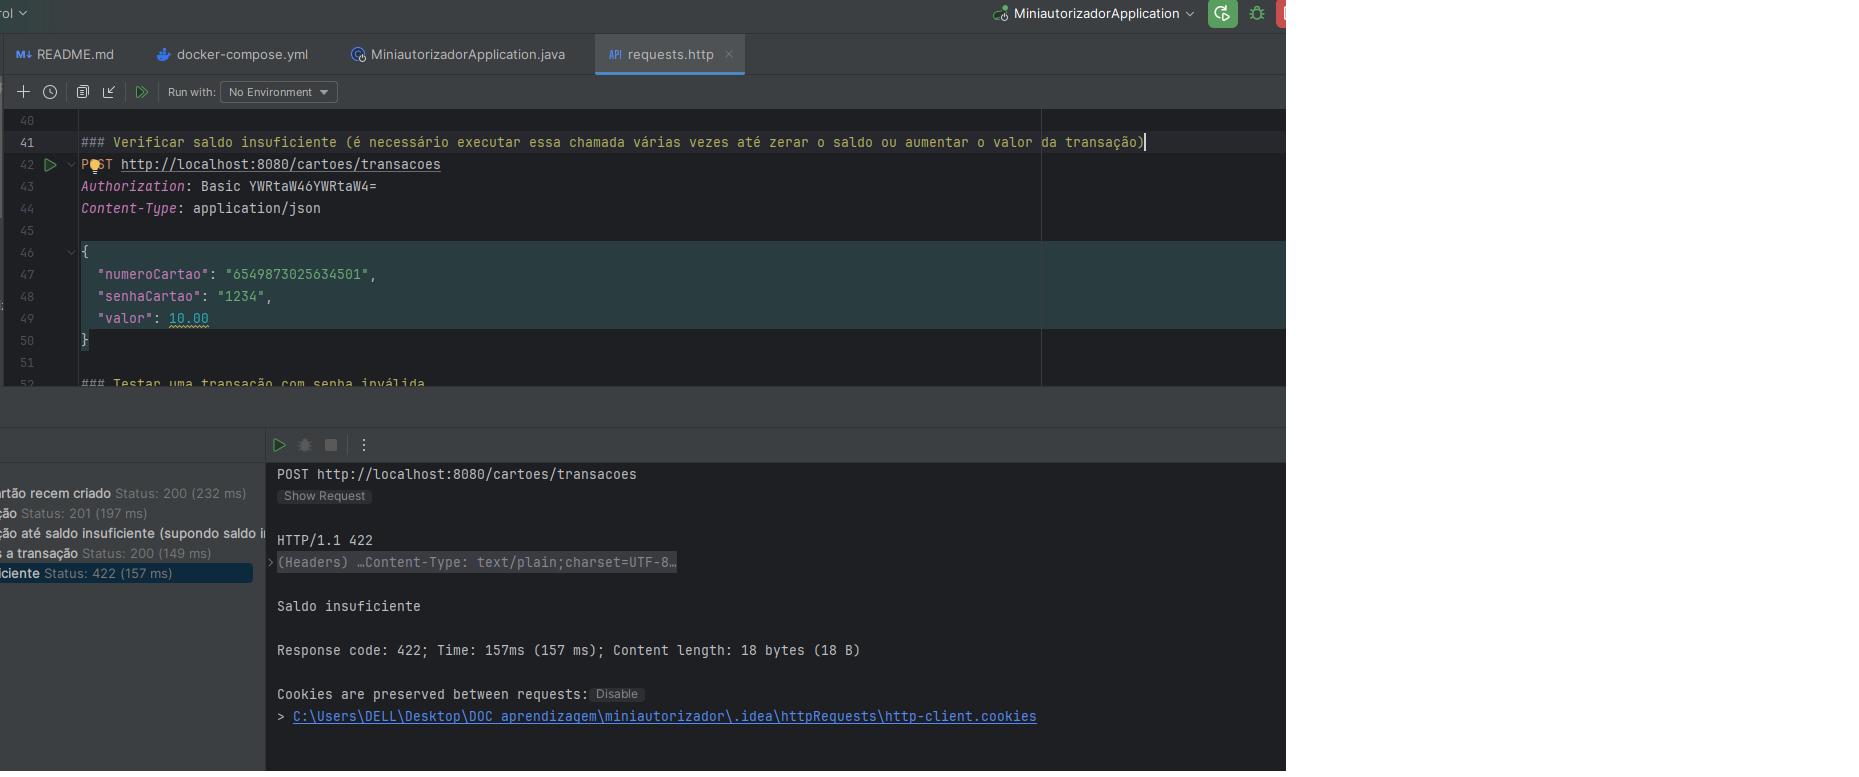 rol
MiniautorizadorApplication
README.md
docker-compose.yml
MiniautorizadorApplication.java
API requests.http
Run with: No Environment
40
41 ### Verificar saldo insuficiente (é necessário executar essa chamada várias vezes até zerar o saldo ou aumentar o valor da transação)
42 POST http://localhost:8080/cartoes/transacoes
43 Authorization: Basic YWRtaW46YWRtaW4=
44 Content-Type: application/json
45
46 {
47 "numeroCartao": "6549873025634501",
48 "senhaCartao": "1234",
49 "valor": 10.00
50 }
51
52 ### Testar uma transação com senha inválida
artão recem criado Status: 200 (232 ms)
ção Status: 201 (197 ms)
ção até saldo insuficiente (supondo saldo i
s a transação Status: 200 (149 ms)
iciente Status: 422 (157 ms)
POST http://localhost:8080/cartoes/transacoes
Show Request
HTTP/1.1 422
(Headers) …Content-Type: text/plain;charset=UTF-8…
Saldo insuficiente
Response code: 422; Time: 157ms (157 ms); Content length: 18 bytes (18 B)
Cookies are preserved between requests: Disable
> C:\Users\DELL\Desktop\DOC aprendizagem\miniautorizador\.idea\httpRequests\http-client.cookies